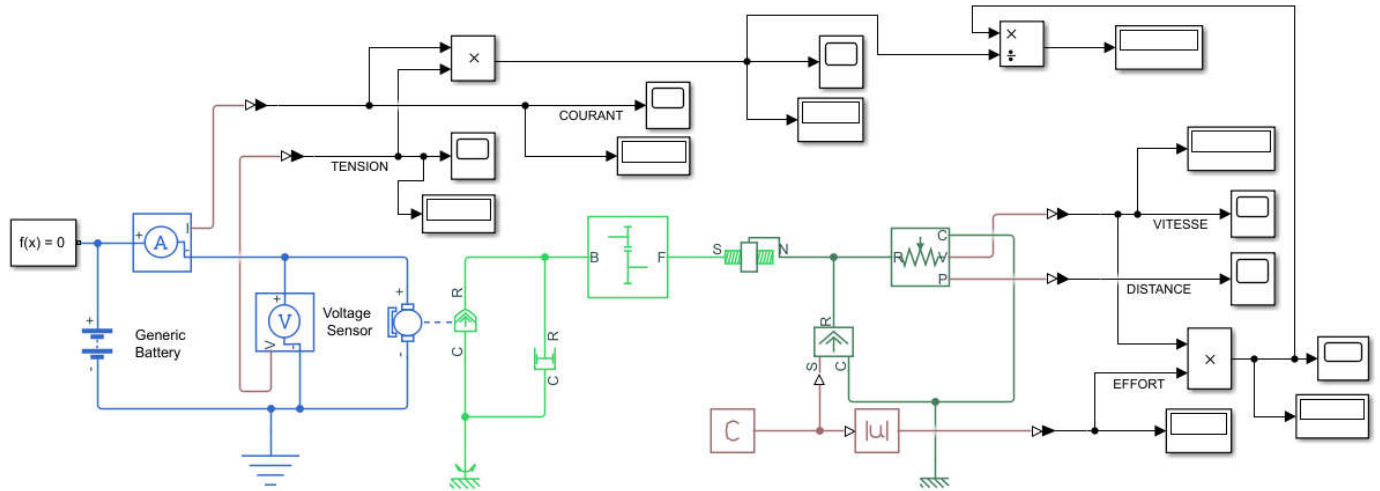 ×
×
÷
COURANT
TENSION
f(x) = 0
+
A
I
-
+
-
Generic
Battery
+
V
V
-
Voltage
Sensor
+
-
R
C
R
C
B
F
S
N
R
C
V
P
VITESSE
DISTANCE
R
S
C
×
EFFORT
C
|u|